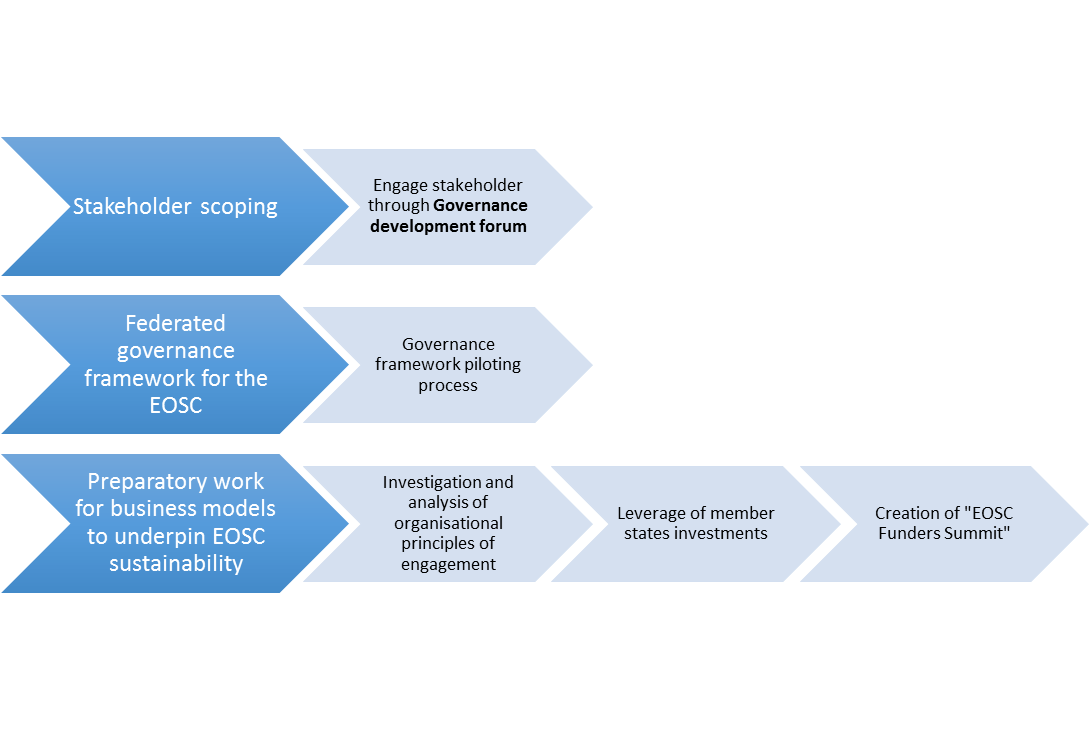 Stakeholder scoping
Engage stakeholder
through Governance
development forum
Federated
governance
framework for the
EOSC
Governance
framework piloting
process
Preparatory work
for business models
to underpin EOSC
sustainability
Investigation and
analysis of
organisational
principles of
engagement
Leverage of member
states investments
Creation of "EOSC
Funders Summit"